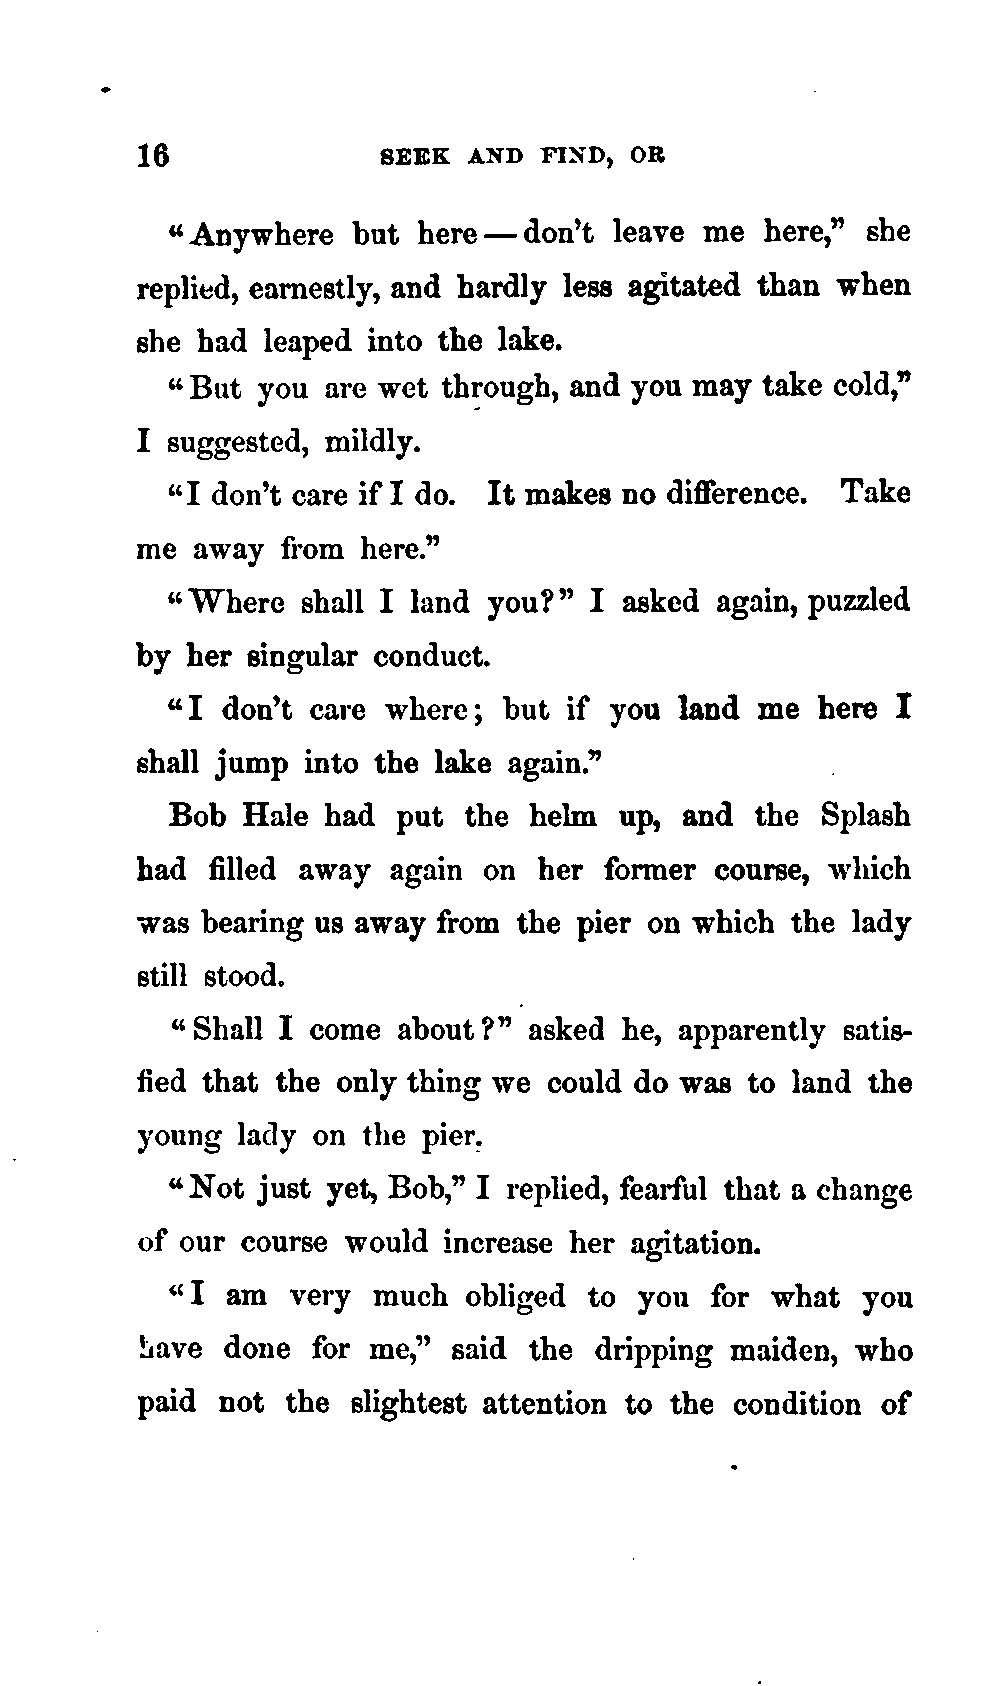 16 SEEK AND FIND, OR
“Anywhere but here—don’t leave me here,” she
replied, earnestly, and hardly less agitated than when
she had leaped into the lake.
“But you are wet through, and you may take cold,”
I suggested, mildly.
“I don’t care if I do. It makes no difference. Take
me away from here.”
“Where shall I land you?” I asked again, puzzled
by her singular conduct.
“I don’t care where; but if you land me here I
shall jump into the lake again.”
Bob Hale had put the helm up, and the Splash
had filled away again on her former course, which
was bearing us away from the pier on which the lady
still stood.
“Shall I come about?” asked he, apparently satis-
fied that the only thing we could do was to land the
young lady on the pier.
“Not just yet, Bob,” I replied, fearful that a change
of our course would increase her agitation.
“I am very much obliged to you for what you
have done for me,” said the dripping maiden, who
paid not the slightest attention to the condition of